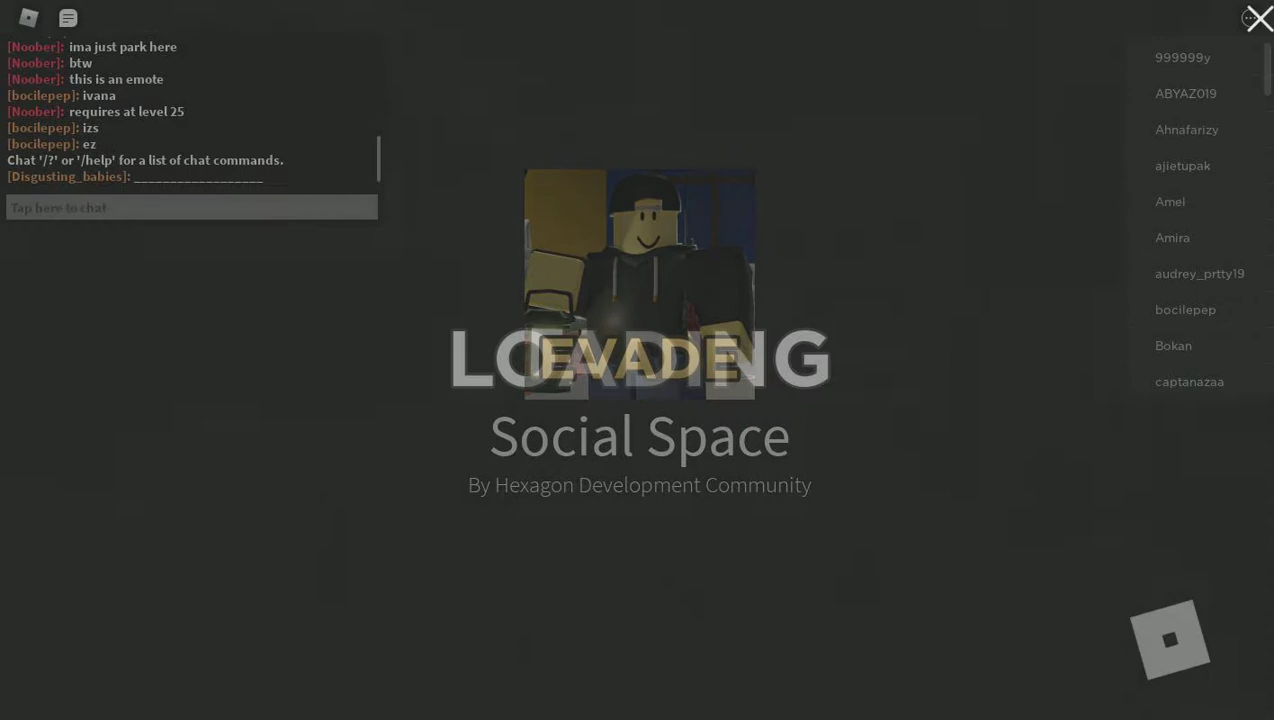 [Noober]: ima just park here
[Noober]: btw
[Noober]: this is an emote
[bocilepep]: ivana
[Noober]: requires at level 25
[bocilepep]: izs
[bocilepep]: ez
Chat '/?' or '/help' for a list of chat commands.
[Disgusting_babies]: __________________
Tap here to chat
LOADING
EVADE
Social Space
By Hexagon Development Community
999999y
ABYAZ019
Ahnafarizy
ajietupak
Amel
Amira
audrey_prtty19
bocilepep
Bokan
captanazaa